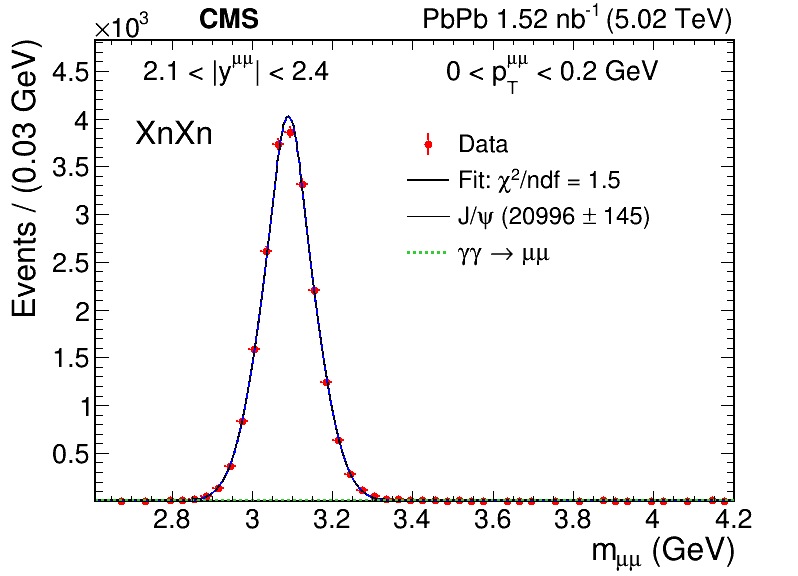 ×10³ CMS PbPb 1.52 nb⁻¹ (5.02 TeV)
2.1 < |y^μμ| < 2.4 0 < p_T^μμ < 0.2 GeV
XnXn
Data
Fit: χ²/ndf = 1.5
J/ψ (20996 ± 145)
γγ → μμ
Events / (0.03 GeV)
4.5
4
3.5
3
2.5
2
1.5
1
0.5
2.8 3 3.2 3.4 3.6 3.8 4 4.2
m_μμ (GeV)